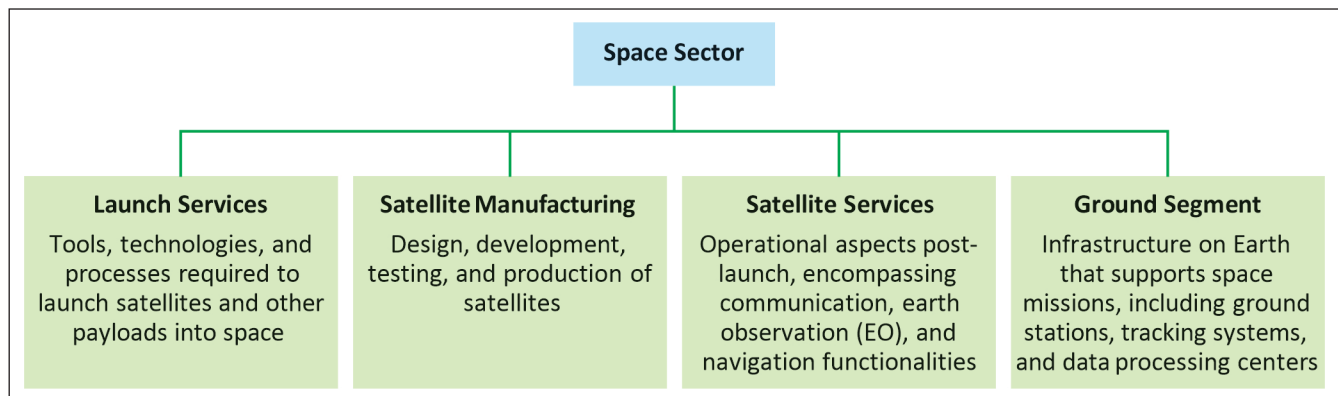 Space Sector
Launch Services
Tools, technologies, and
processes required to
launch satellites and other
payloads into space
Satellite Manufacturing
Design, development,
testing, and production of
satellites
Satellite Services
Operational aspects post-
launch, encompassing
communication, earth
observation (EO), and
navigation functionalities
Ground Segment
Infrastructure on Earth
that supports space
missions, including ground
stations, tracking systems,
and data processing centers